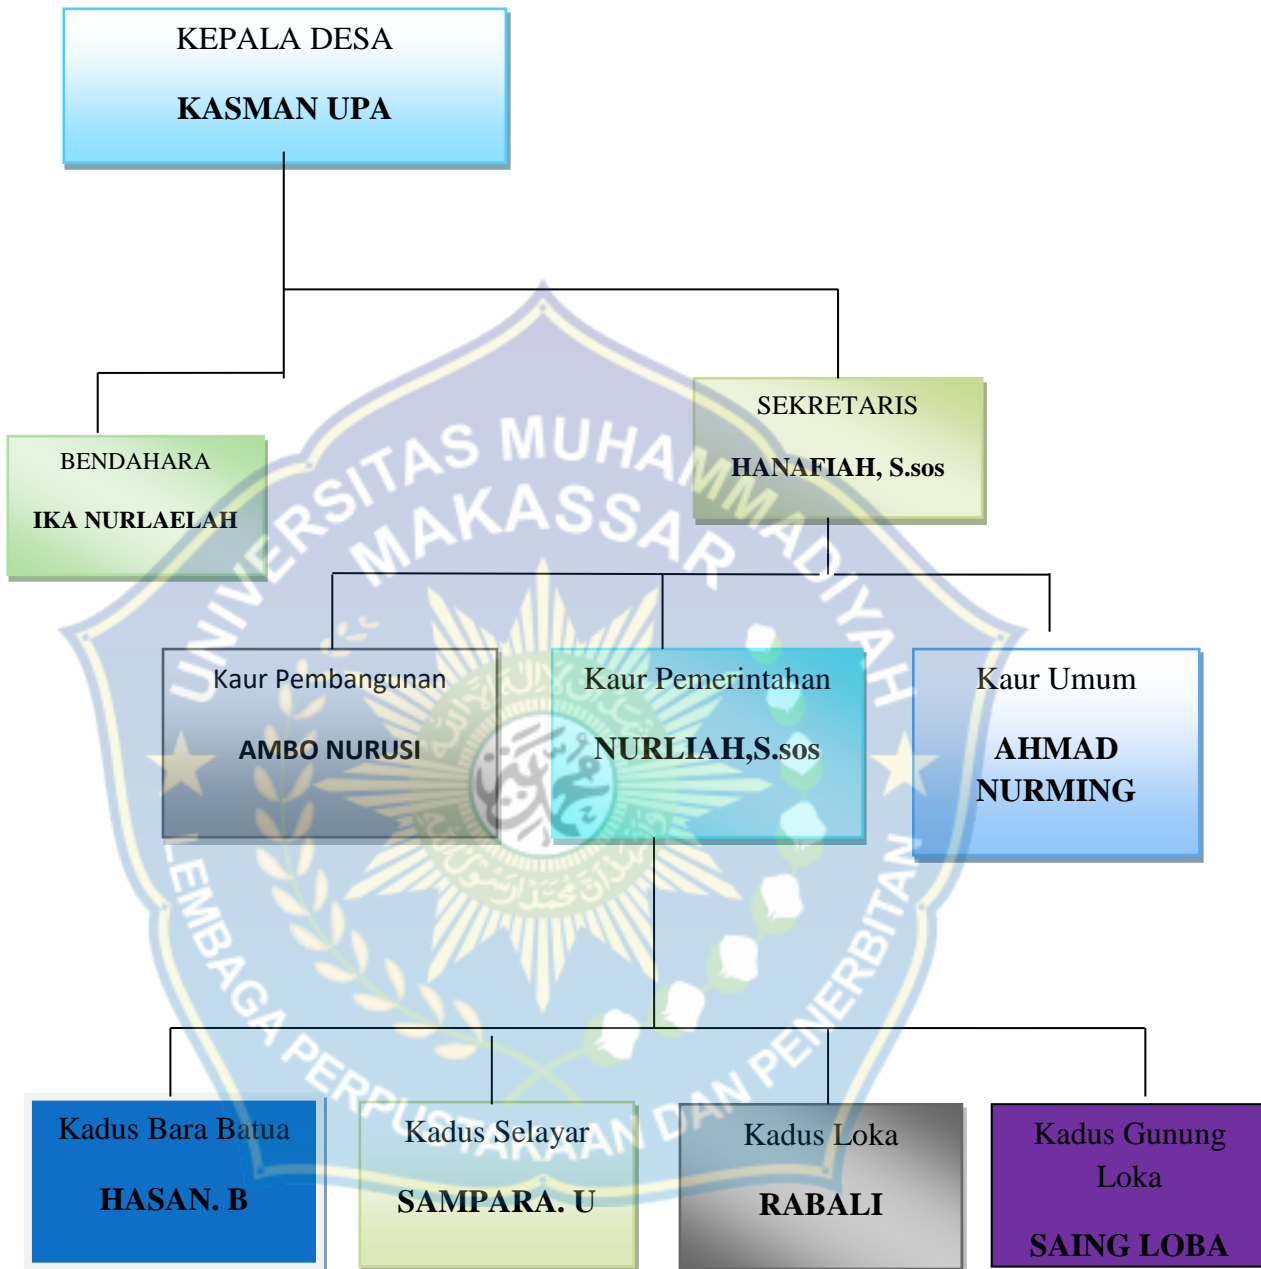 KEPALA DESA
KASMAN UPA
BENDAHARA
IKA NURLAELAH
SEKRETARIS
HANAFIAH, S.sos
UNIVERSITAS MUHAMMADIYAH
MAKASSAR
Kaur Pembangunan
AMBO NURUSI
Kaur Pemerintahan
NURLIAH,S.sos
Kaur Umum
AHMAD
NURMING
LEMBAGA PERPUSTAKAAN DAN PENERBITAN
Kadus Bara Batua
HASAN. B
Kadus Selayar
SAMPARA. U
Kadus Loka
RABALI
Kadus Gunung
Loka
SAING LOBA